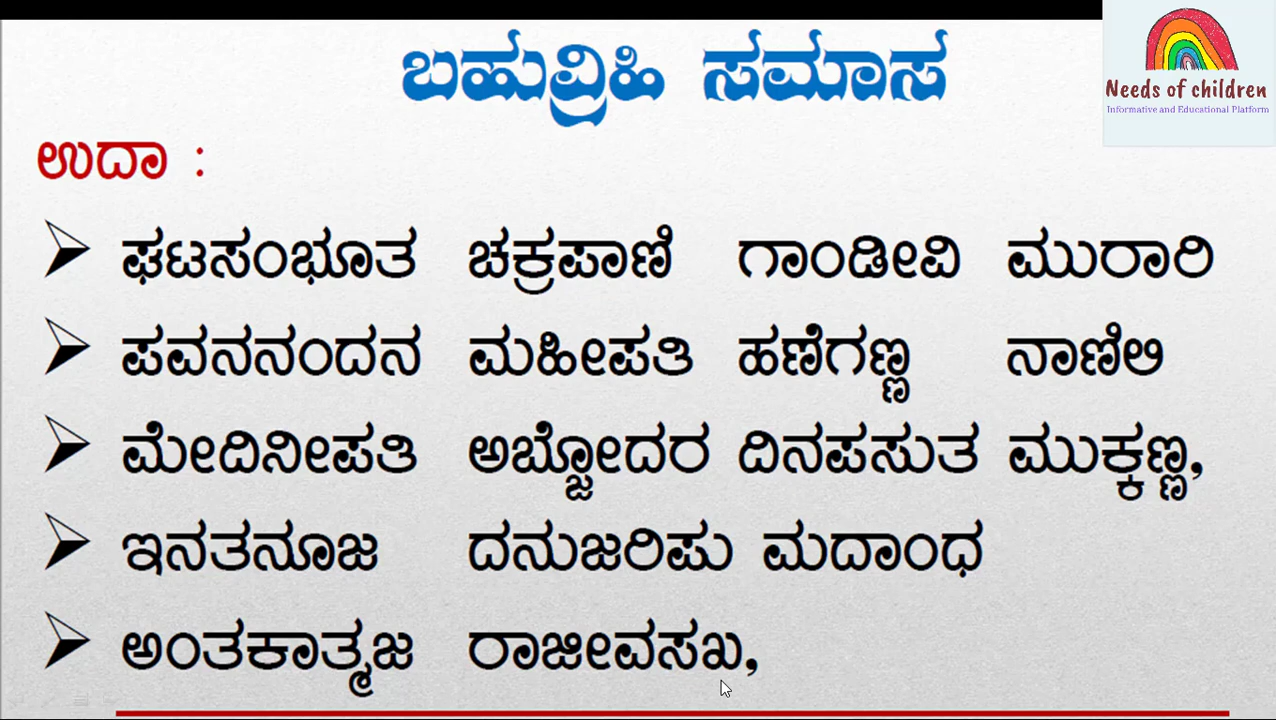 ಬಹುವ್ರಿಹಿ ಸಮಾಸ
Needs of children
Informative and Educational Platform
ಉದಾ :
ಘಟಸಂಭೂತ ಚಕ್ರಪಾಣಿ ಗಾಂಡೀವಿ ಮುರಾರಿ
ಪವನನಂದನ ಮಹೀಪತಿ ಹಣೆಗಣ್ಣ ನಾಣಿಲಿ
ಮೇದಿನೀಪತಿ ಅಬ್ಜೋದರ ದಿನಪಸುತ ಮುಕ್ಕಣ್ಣ,
ಇನತನೂಜ ದನುಜರಿಪು ಮದಾಂಧ
ಅಂತಕಾತ್ಮಜ ರಾಜೀವಸಖ,